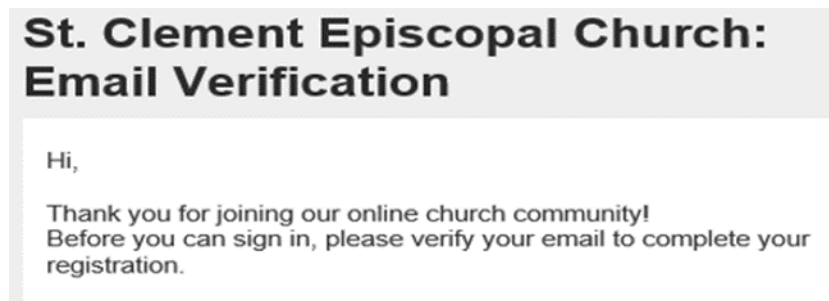 St. Clement Episcopal Church:
Email Verification
Hi,
Thank you for joining our online church community!
Before you can sign in, please verify your email to complete your
registration.